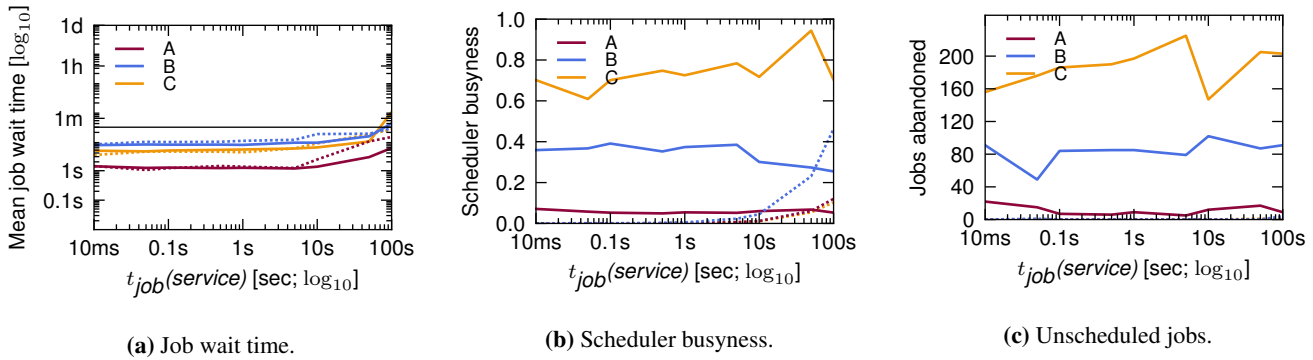 Mean job wait time [log10]
1d
1h
1m
1s
0.1s
A
B
C
10ms 0.1s 1s 10s 100s
tjob(service) [sec; log10]
(a) Job wait time.
Scheduler busyness
1.0
0.8
0.6
0.4
0.2
0.0
A
B
C
10ms 0.1s 1s 10s 100s
tjob(service) [sec; log10]
(b) Scheduler busyness.
Jobs abandoned
200
160
120
80
40
0
A
B
C
10ms 0.1s 1s 10s 100s
tjob(service) [sec; log10]
(c) Unscheduled jobs.